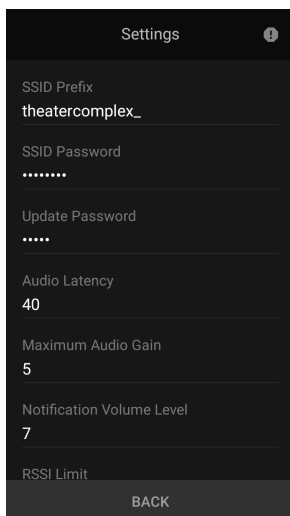 Settings
SSID Prefix
theatercomplex_
SSID Password
••••••••
Update Password
•••••
Audio Latency
40
Maximum Audio Gain
5
Notification Volume Level
7
RSSI Limit
BACK